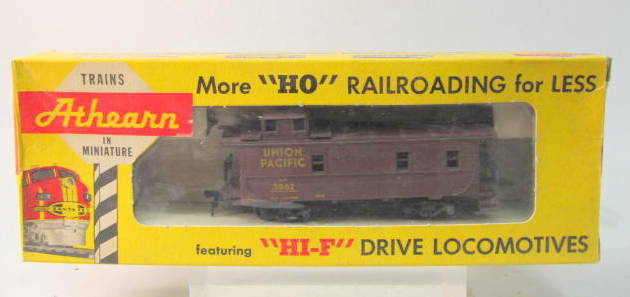 TRAINS
Athearn
IN
MINIATURE
More "HO" RAILROADING for LESS
UNION
PACIFIC
featuring "HI-F" DRIVE LOCOMOTIVES